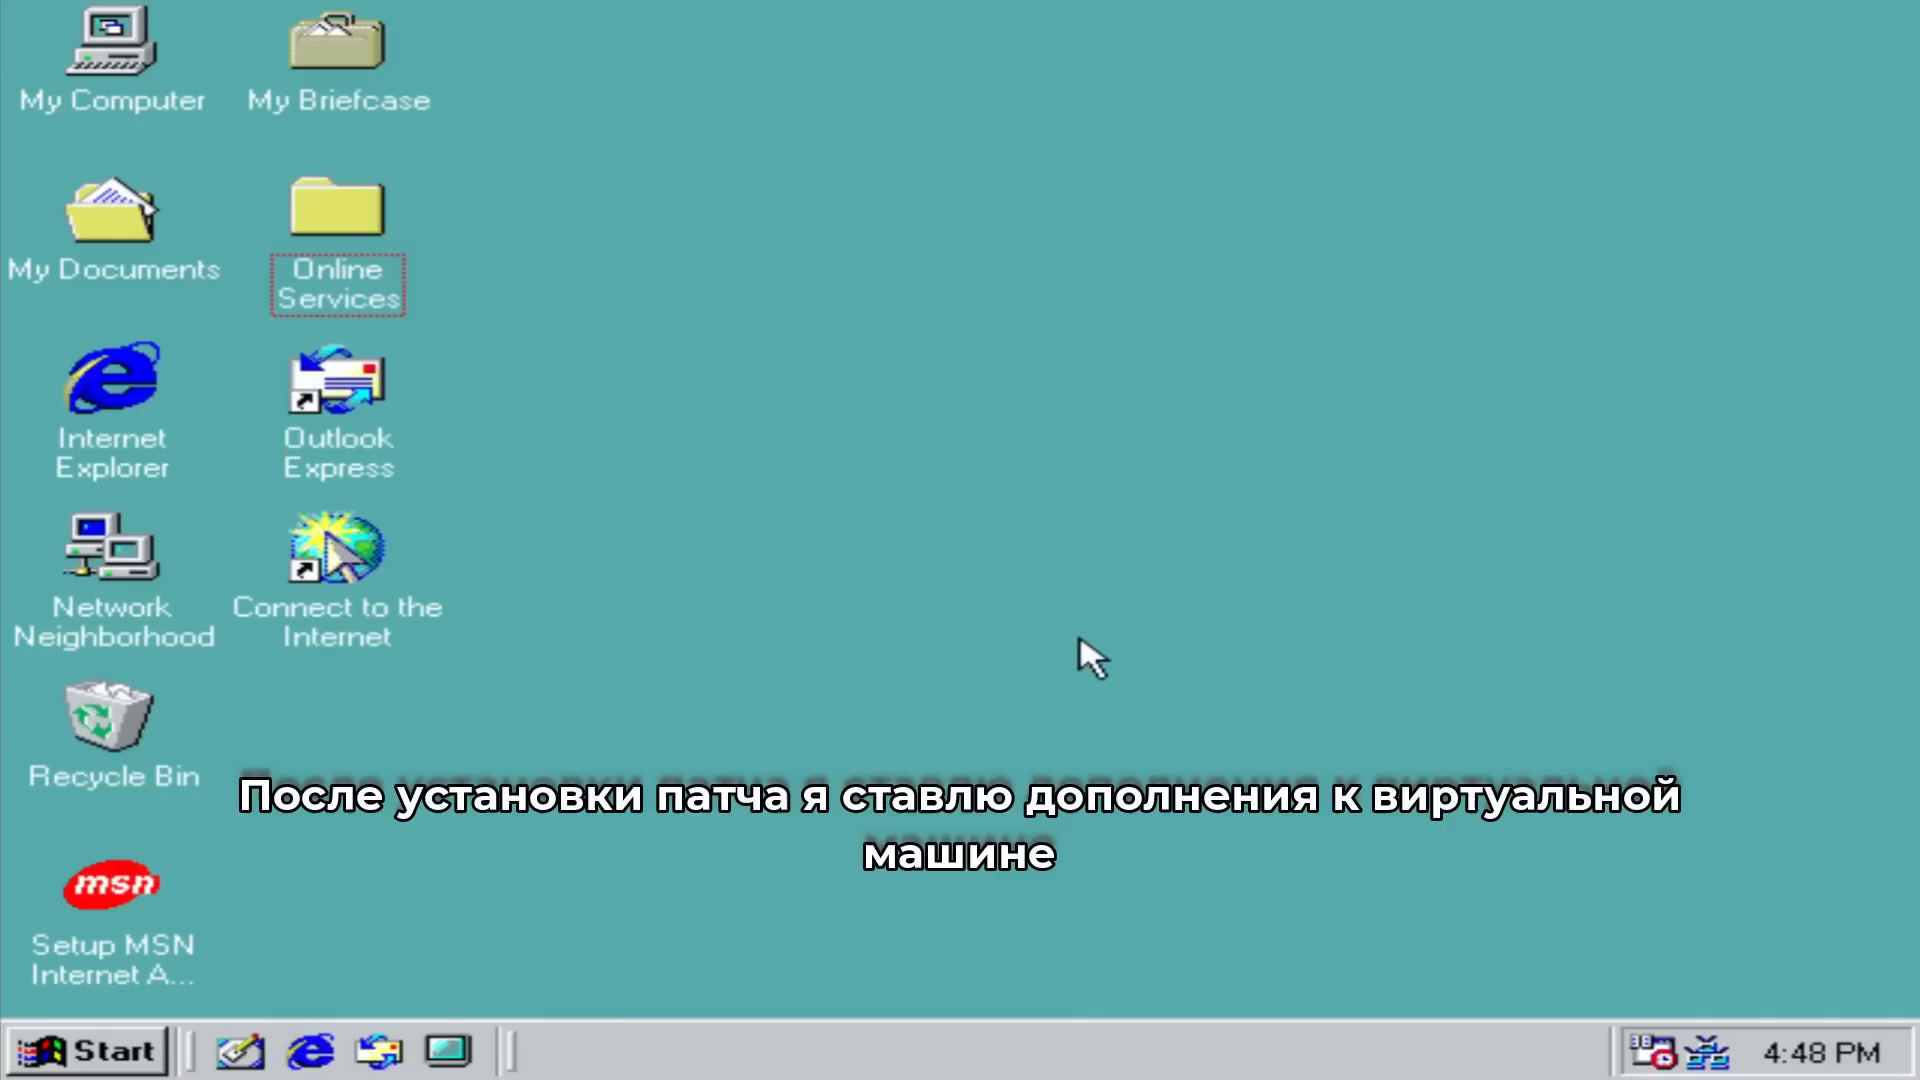 My Computer
My Briefcase
My Documents
Online
Services
Internet
Explorer
Outlook
Express
Network
Neighborhood
Connect to the
Internet
Recycle Bin
После установки патча я ставлю дополнения к виртуальной
машине
msn
Setup MSN
Internet A...
Start
4:48 PM